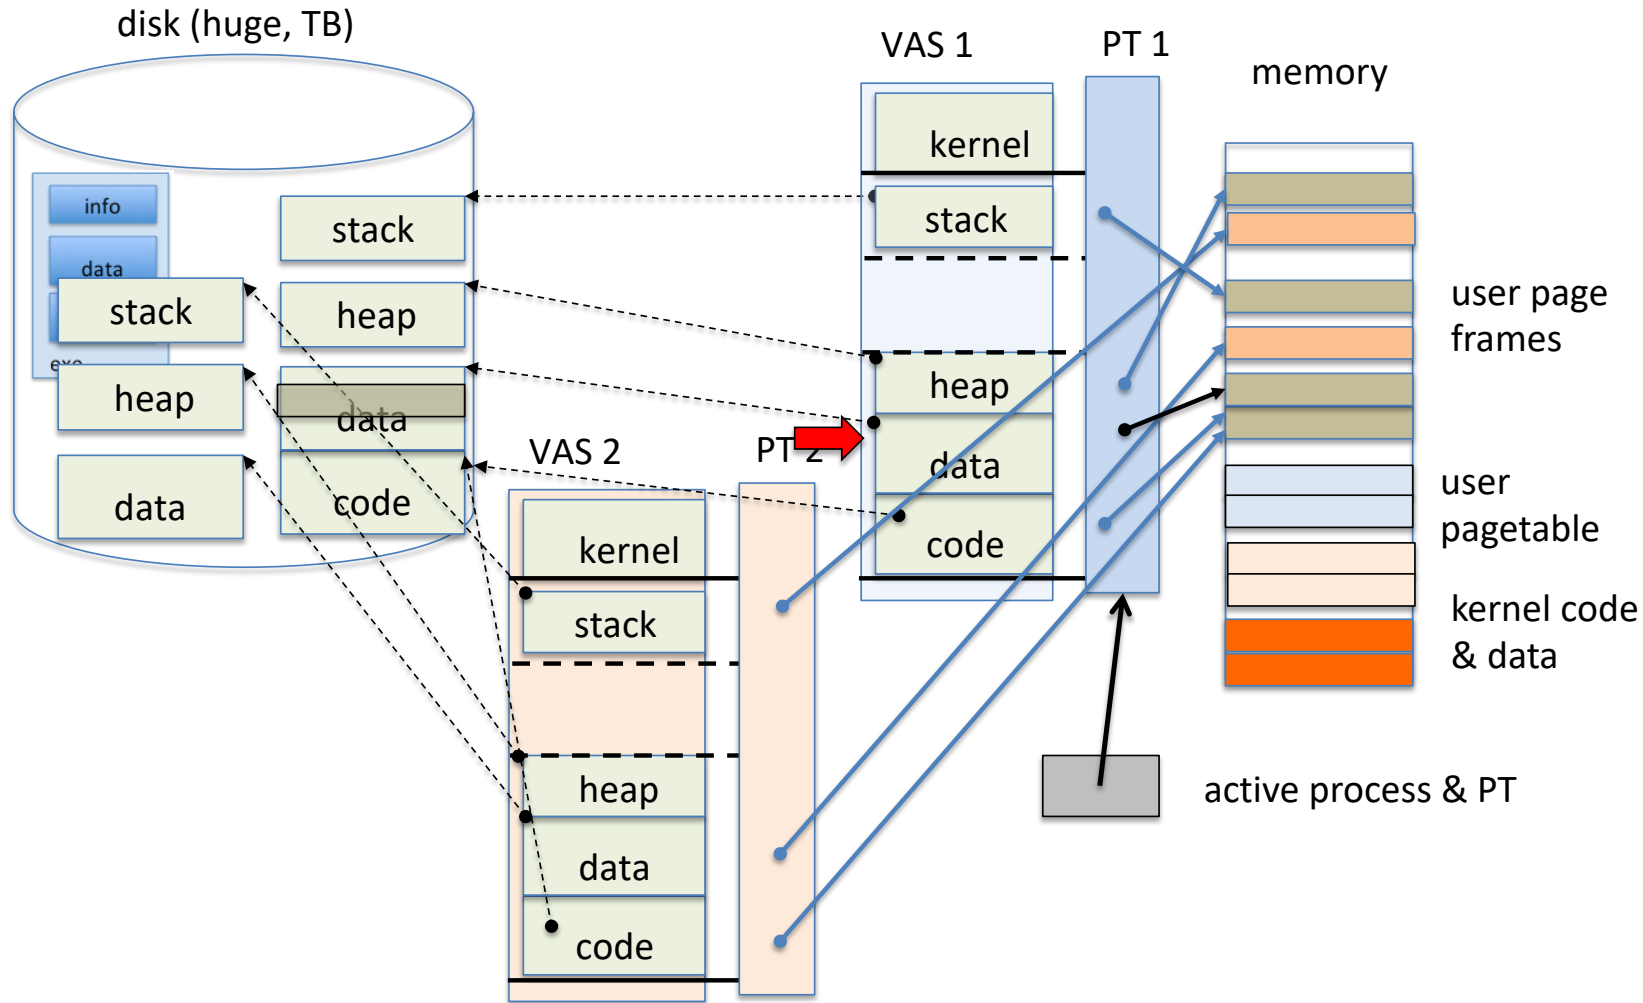 disk (huge, TB)
VAS 1
PT 1
memory
info
data
stack
heap
exe
data
stack
heap
data
code
kernel
stack
heap
data
code
VAS 2
PT 2
kernel
stack
heap
data
code
user page
frames
user
pagetable
kernel code
& data
active process & PT